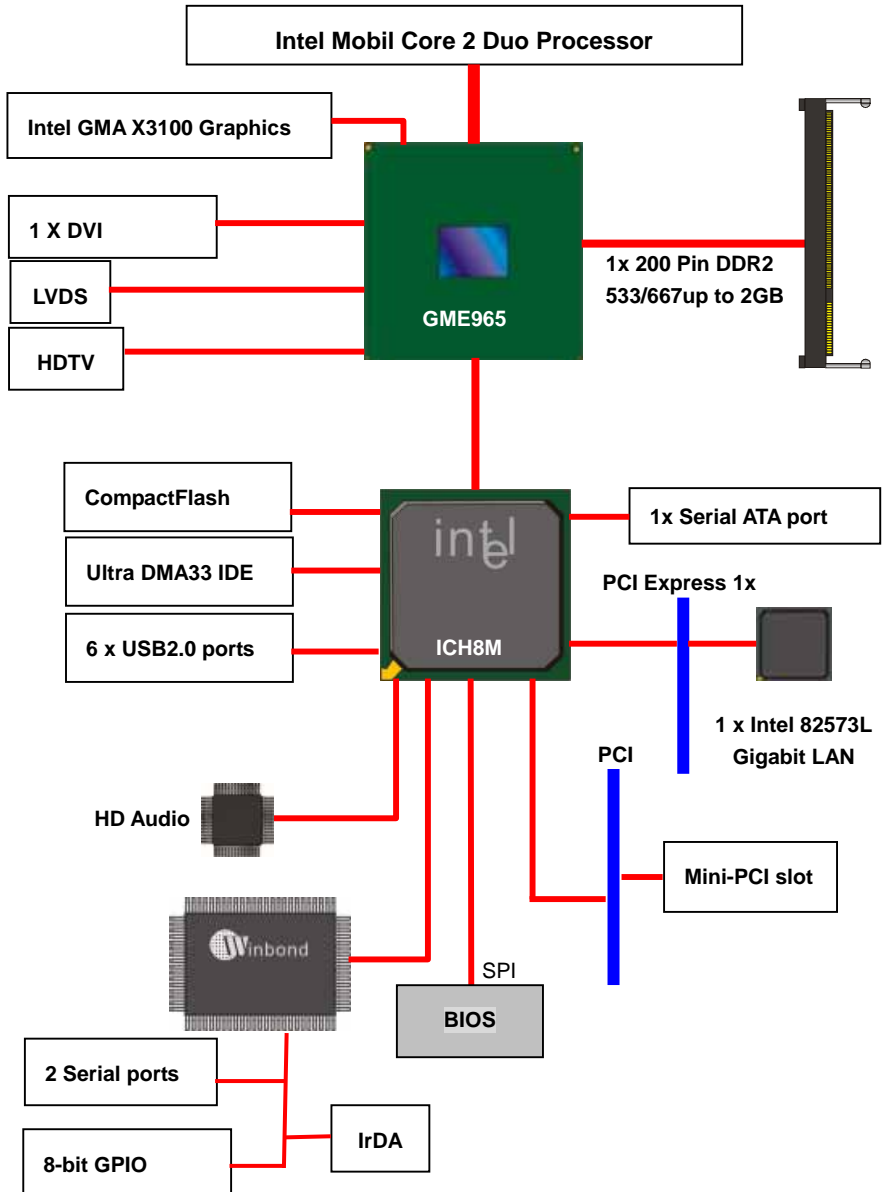 Intel Mobil Core 2 Duo Processor
Intel GMA X3100 Graphics
1 X DVI
LVDS
HDTV
GME965
1x 200 Pin DDR2
533/667up to 2GB
CompactFlash
Ultra DMA33 IDE
6 x USB2.0 ports
intel
ICH8M
1x Serial ATA port
PCI Express 1x
1 x Intel 82573L
Gigabit LAN
PCI
HD Audio
Mini-PCI slot
Winbond
SPI
BIOS
2 Serial ports
IrDA
8-bit GPIO